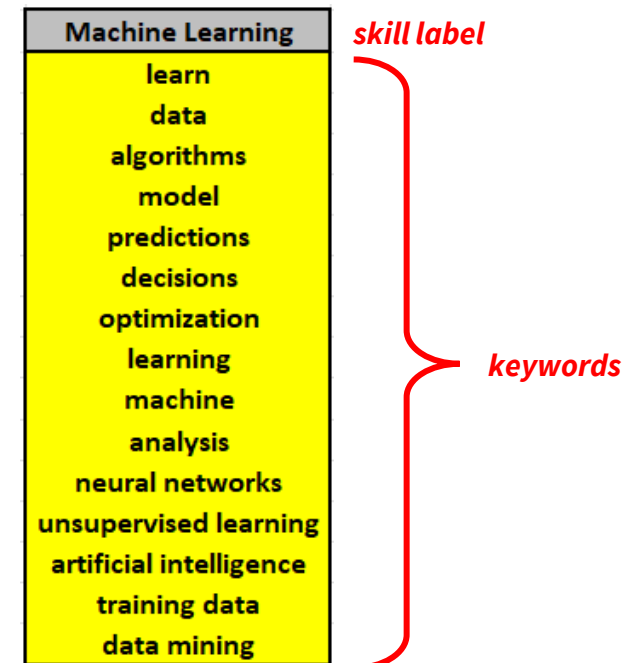 Machine Learning
skill label
learn
data
algorithms
model
predictions
decisions
optimization
learning
keywords
machine
analysis
neural networks
unsupervised learning
artificial intelligence
training data
data mining